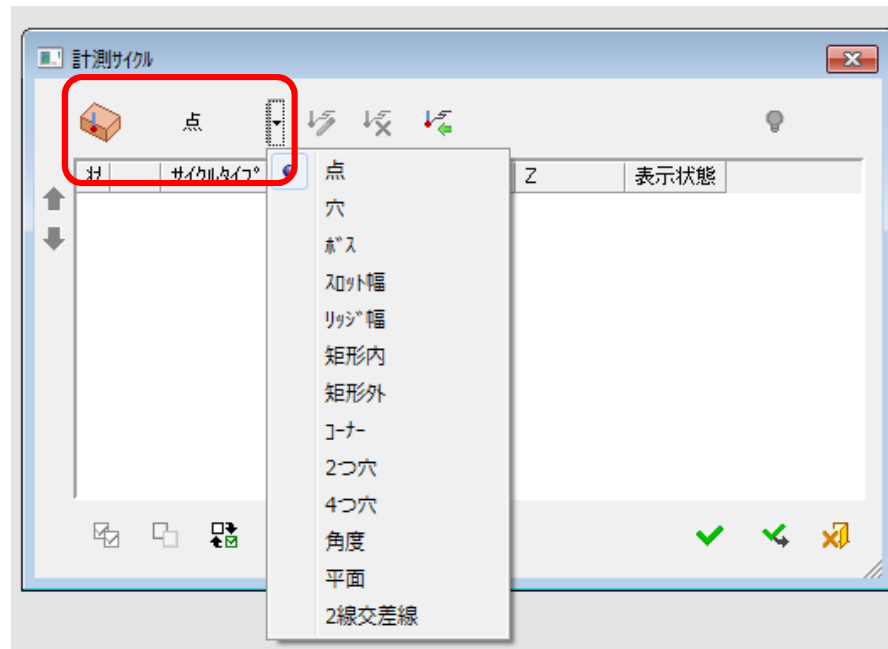 計測ｻｲｸﾙ
点
ｻｲｸﾙﾀｲﾌﾟ
Z
表示状態
点
穴
ﾎﾞｽ
ｽﾛｯﾄ幅
ﾘｯｼﾞ幅
矩形内
矩形外
ｺｰﾅｰ
2つ穴
4つ穴
角度
平面
2線交差線